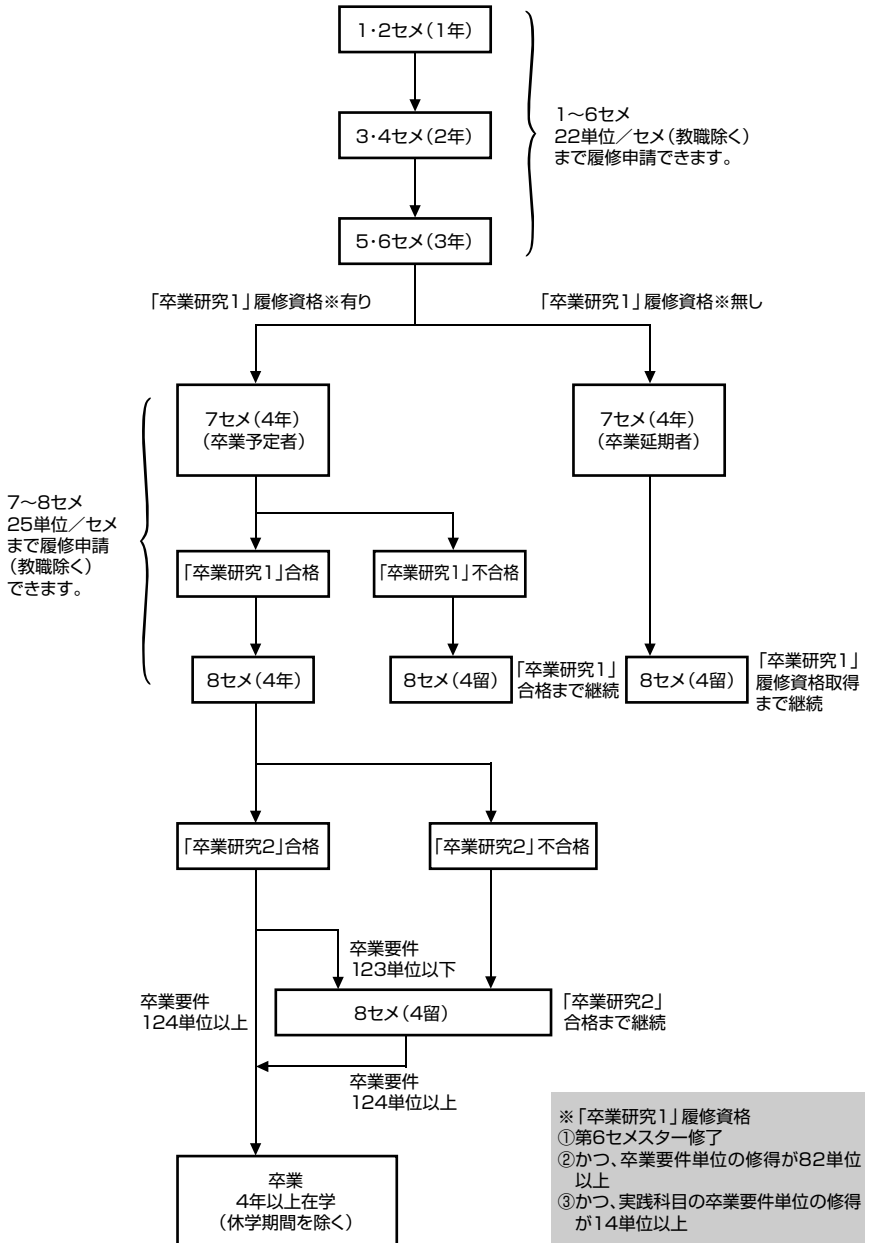 1・2セメ(1年)
3・4セメ(2年)
5・6セメ(3年)
1～6セメ
22単位／セメ(教職除く)
まで履修申請できます。
「卒業研究1」履修資格※有り
「卒業研究1」履修資格※無し
7セメ(4年)
(卒業予定者)
7セメ(4年)
(卒業延期者)
7～8セメ
25単位／セメ
まで履修申請
(教職除く)
できます。
「卒業研究1」合格
「卒業研究1」不合格
8セメ(4年)
8セメ(4留)
「卒業研究1」
合格まで継続
8セメ(4留)
「卒業研究1」
履修資格取得
まで継続
「卒業研究2」合格
「卒業研究2」不合格
卒業要件
123単位以下
卒業要件
124単位以上
8セメ(4留)
「卒業研究2」
合格まで継続
卒業要件
124単位以上
卒業
4年以上在学
(休学期間を除く)
※「卒業研究1」履修資格
①第6セメスター修了
②かつ、卒業要件単位の修得が82単位
以上
③かつ、実践科目の卒業要件単位の修得
が14単位以上